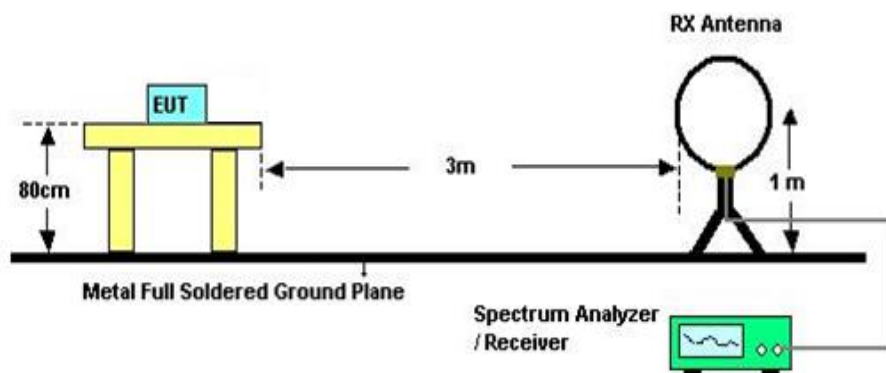 RX Antenna
EUT
3m
80cm
1 m
Metal Full Soldered Ground Plane
Spectrum Analyzer
/ Receiver